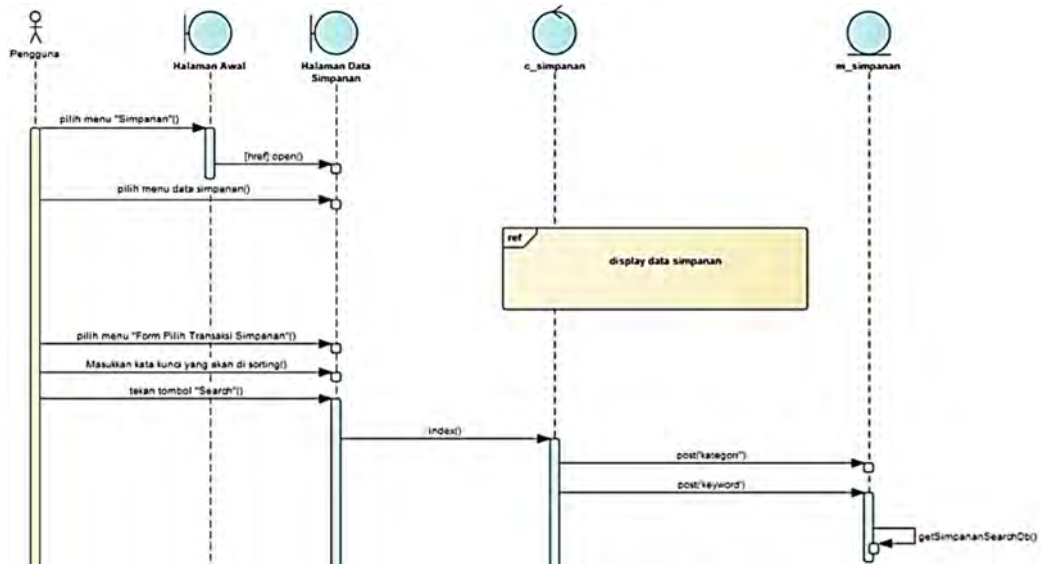 Pengguna
Halaman Awal
Halaman Data
Simpanan
c_simpanan
m_simpanan
pilih menu "Simpanan"()
[href] open()
pilih menu data simpanan()
ref
display data simpanan
pilih menu "Form Pilih Transaksi Simpanan"()
Masukkan kata kunci yang akan di sorting!()
tekan tombol "Search"()
index()
post('kategori')
post('keyword')
getSimpananSearchDb()